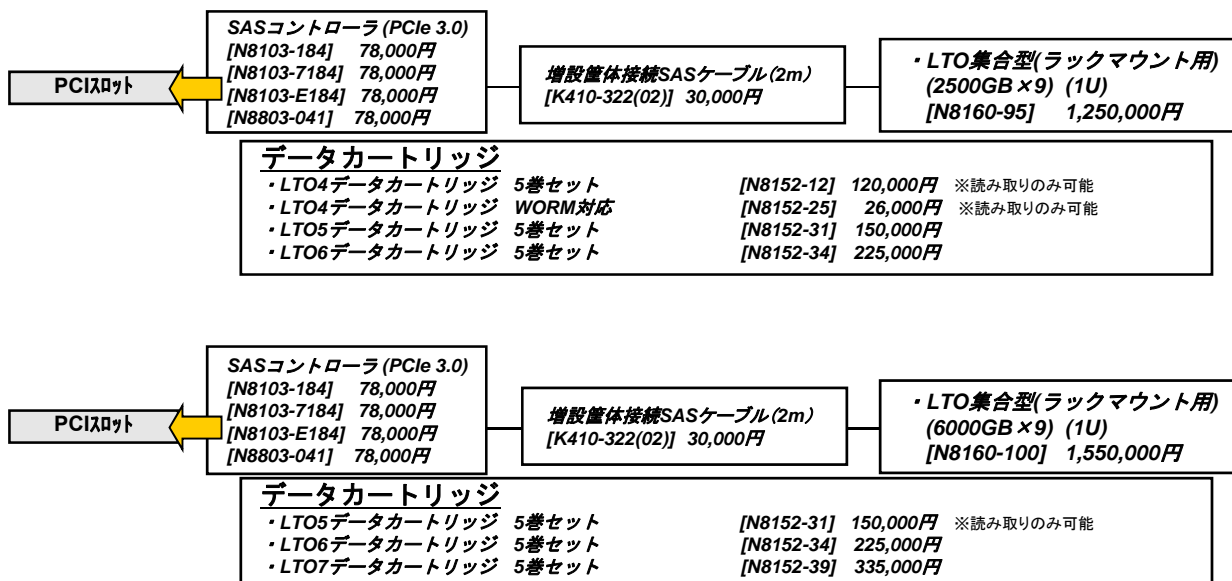 SASコントローラ(PCIe 3.0)
[N8103-184] 78,000円
[N8103-7184] 78,000円
[N8103-E184] 78,000円
[N8803-041] 78,000円
PCIｽﾛｯﾄ
増設筐体接続SASケーブル(2m)
[K410-322(02)] 30,000円
・LTO集合型(ラックマウント用)
(2500GB×9) (1U)
[N8160-95] 1,250,000円
データカートリッジ
・LTO4データカートリッジ 5巻セット [N8152-12] 120,000円 ※読み取りのみ可能
・LTO4データカートリッジ WORM対応 [N8152-25] 26,000円 ※読み取りのみ可能
・LTO5データカートリッジ 5巻セット [N8152-31] 150,000円
・LTO6データカートリッジ 5巻セット [N8152-34] 225,000円
SASコントローラ(PCIe 3.0)
[N8103-184] 78,000円
[N8103-7184] 78,000円
[N8103-E184] 78,000円
[N8803-041] 78,000円
PCIｽﾛｯﾄ
増設筐体接続SASケーブル(2m)
[K410-322(02)] 30,000円
・LTO集合型(ラックマウント用)
(6000GB×9) (1U)
[N8160-100] 1,550,000円
データカートリッジ
・LTO5データカートリッジ 5巻セット [N8152-31] 150,000円 ※読み取りのみ可能
・LTO6データカートリッジ 5巻セット [N8152-34] 225,000円
・LTO7データカートリッジ 5巻セット [N8152-39] 335,000円